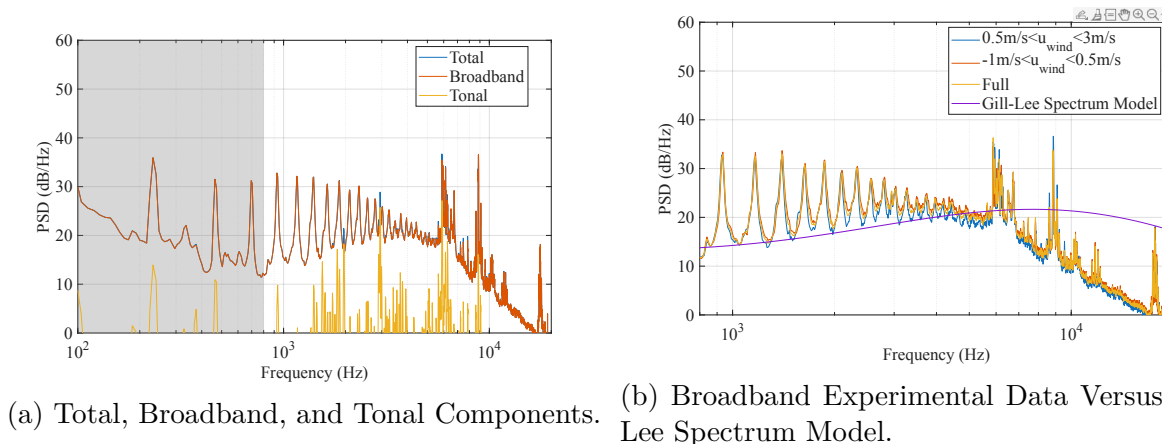 60
50
40
30
20
10
0
PSD (dB/Hz)
10^2
10^3
10^4
Frequency (Hz)
Total
Broadband
Tonal
(a) Total, Broadband, and Tonal Components.
60
50
40
30
20
10
0
PSD (dB/Hz)
10^3
10^4
Frequency (Hz)
0.5m/s<u_wind<3m/s
-1m/s<u_wind<0.5m/s
Full
Gill-Lee Spectrum Model
(b) Broadband Experimental Data Versus
Lee Spectrum Model.